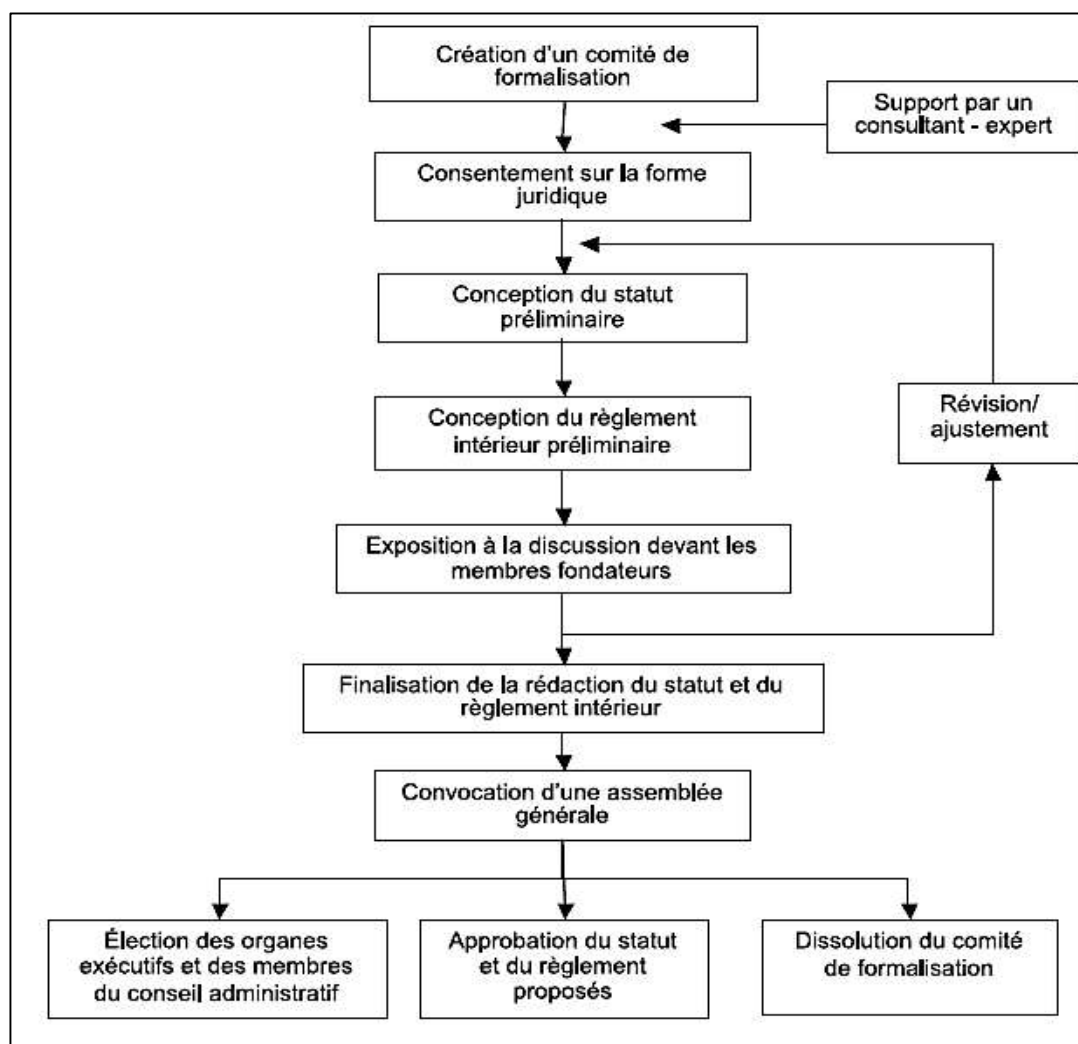 Création d'un comité de
formalisation
Support par un
consultant - expert
Consentement sur la forme
juridique
Conception du statut
préliminaire
Conception du règlement
intérieur préliminaire
Révision/
ajustement
Exposition à la discussion devant les
membres fondateurs
Finalisation de la rédaction du statut et du
règlement intérieur
Convocation d'une assemblée
générale
Élection des organes
exécutifs et des membres
du conseil administratif
Approbation du statut
et du règlement
proposés
Dissolution du comité
de formalisation